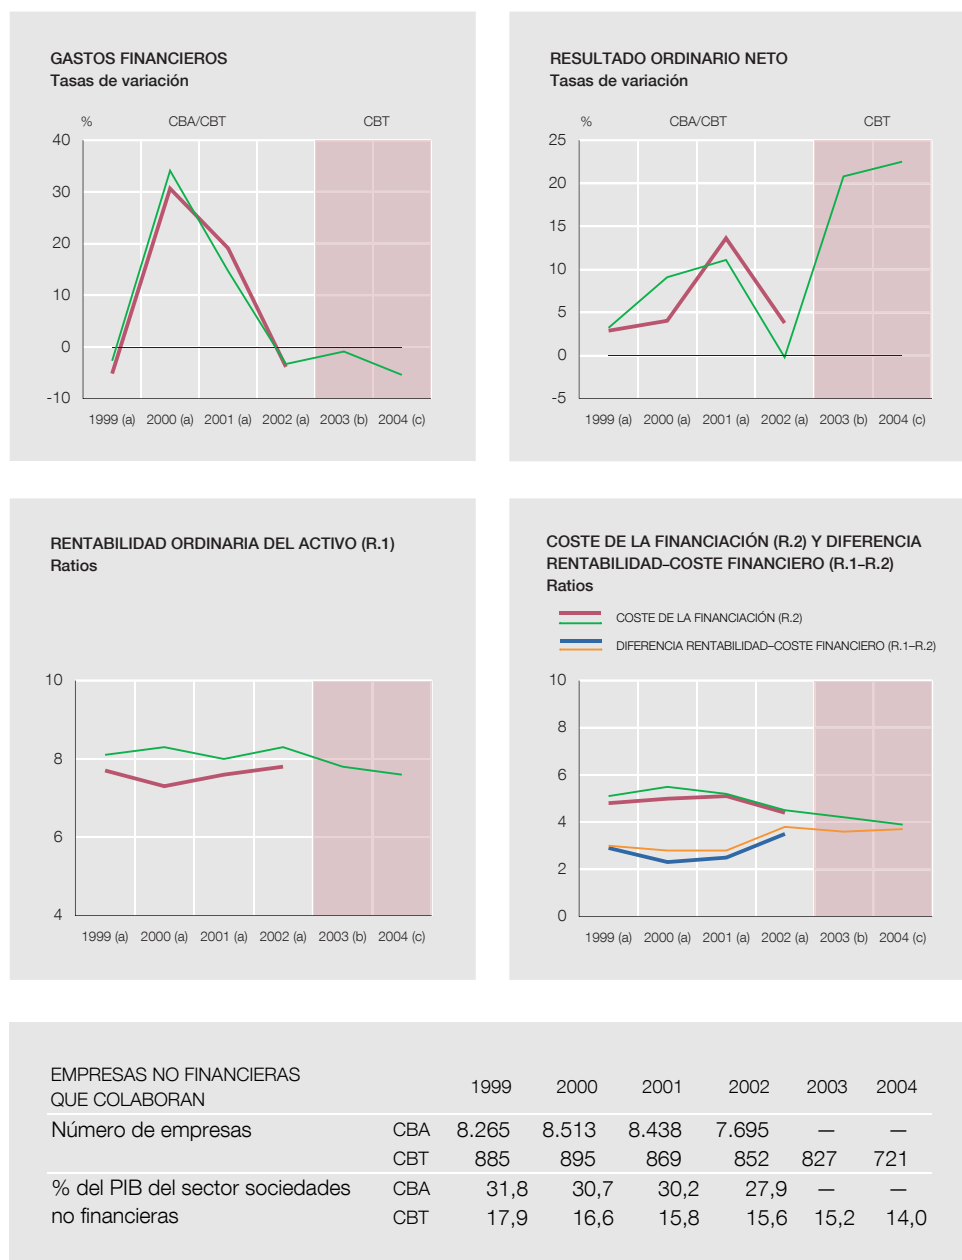 GASTOS FINANCIEROS
Tasas de variación
% CBA/CBT CBT
40
30
20
10
0
-10
1999 (a) 2000 (a) 2001 (a) 2002 (a) 2003 (b) 2004 (c)
RESULTADO ORDINARIO NETO
Tasas de variación
% CBA/CBT CBT
25
20
15
10
5
0
-5
1999 (a) 2000 (a) 2001 (a) 2002 (a) 2003 (b) 2004 (c)
RENTABILIDAD ORDINARIA DEL ACTIVO (R.1)
Ratios
10
8
6
4
1999 (a) 2000 (a) 2001 (a) 2002 (a) 2003 (b) 2004 (c)
COSTE DE LA FINANCIACIÓN (R.2) Y DIFERENCIA
RENTABILIDAD–COSTE FINANCIERO (R.1–R.2)
Ratios
COSTE DE LA FINANCIACIÓN (R.2)
DIFERENCIA RENTABILIDAD–COSTE FINANCIERO (R.1–R.2)
10
8
6
4
2
0
1999 (a) 2000 (a) 2001 (a) 2002 (a) 2003 (b) 2004 (c)
EMPRESAS NO FINANCIERAS
QUE COLABORAN
1999 2000 2001 2002 2003 2004
Número de empresas CBA 8.265 8.513 8.438 7.695 — —
CBT 885 895 869 852 827 721
% del PIB del sector sociedades CBA 31,8 30,7 30,2 27,9 — —
no financieras CBT 17,9 16,6 15,8 15,6 15,2 14,0